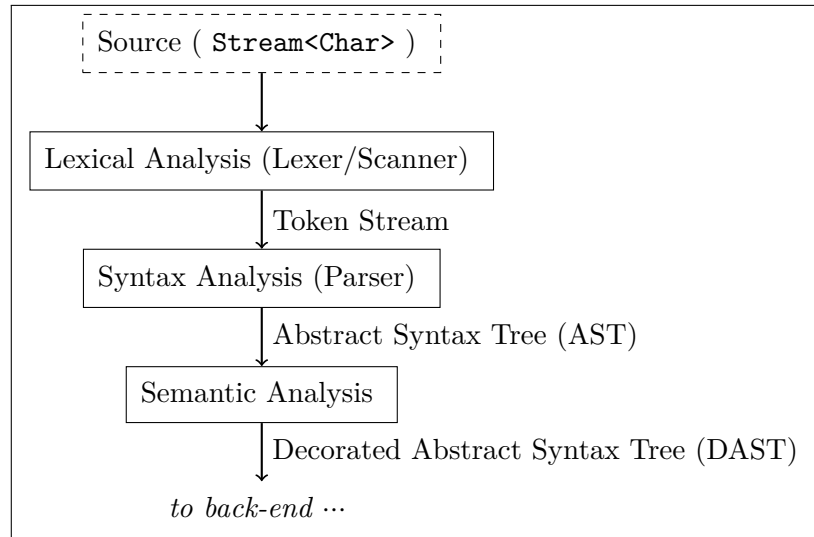 Source ( Stream<Char> )
Lexical Analysis (Lexer/Scanner)
Token Stream
Syntax Analysis (Parser)
Abstract Syntax Tree (AST)
Semantic Analysis
Decorated Abstract Syntax Tree (DAST)
to back-end ···